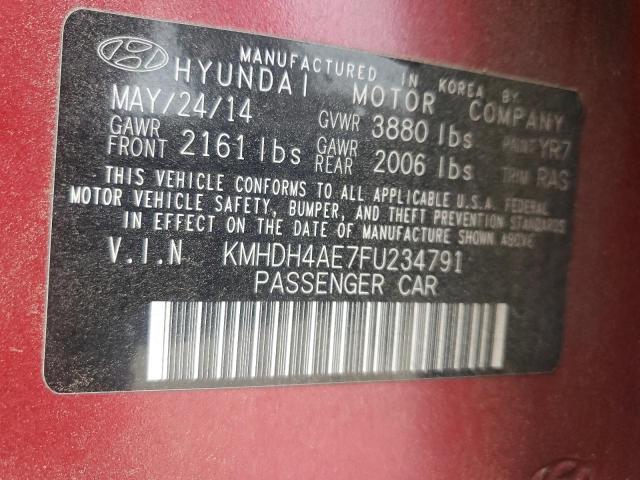 MANUFACTURED IN KOREA BY
HYUNDAI MOTOR COMPANY
MAY/24/14 GVWR 3880 lbs PAINT YR7
GAWR FRONT 2161 lbs GAWR REAR 2006 lbs TRIM RAS
THIS VEHICLE CONFORMS TO ALL APPLICABLE U.S.A. FEDERAL
MOTOR VEHICLE SAFETY, BUMPER, AND THEFT PREVENTION STANDARDS
IN EFFECT ON THE DATE OF MANUFACTURE SHOWN ABOVE.
V.I.N KMHDH4AE7FU234791
PASSENGER CAR